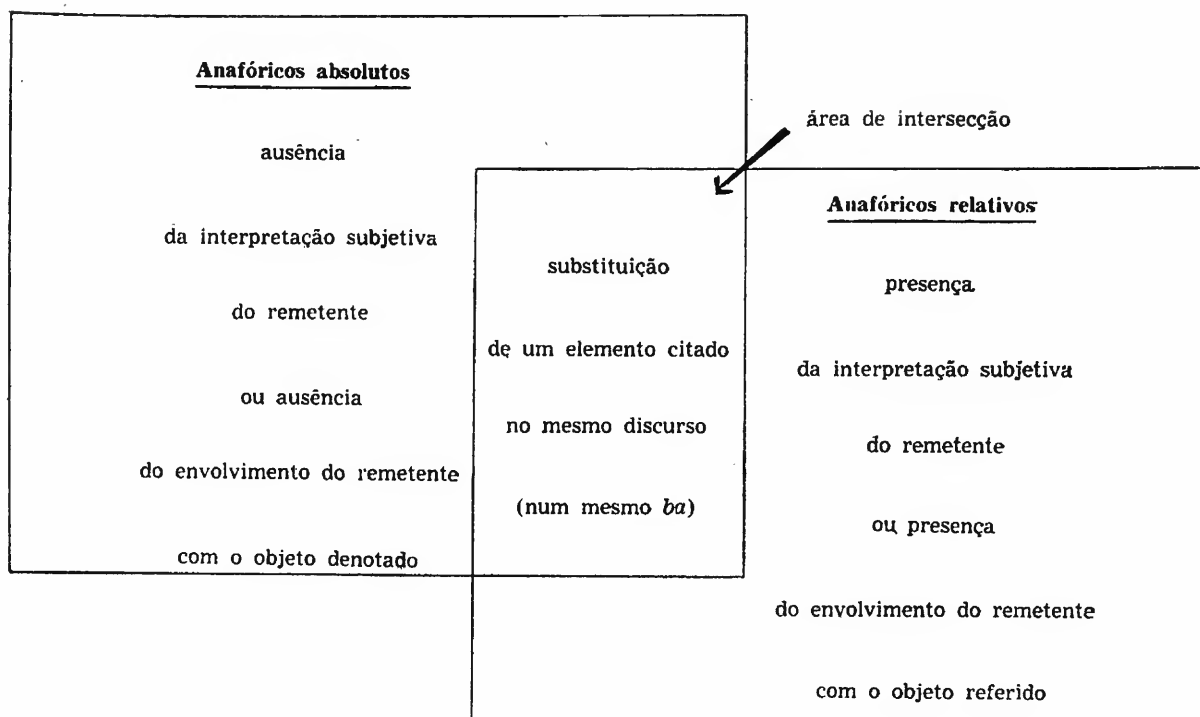 Anafóricos absolutos
ausência
da interpretação subjetiva
do remetente
ou ausência
do envolvimento do remetente
com o objeto denotado
área de intersecção
substituição
de um elemento citado
no mesmo discurso
(num mesmo ba)
Anafóricos relativos
presença
da interpretação subjetiva
do remetente
ou presença
do envolvimento do remetente
com o objeto referido